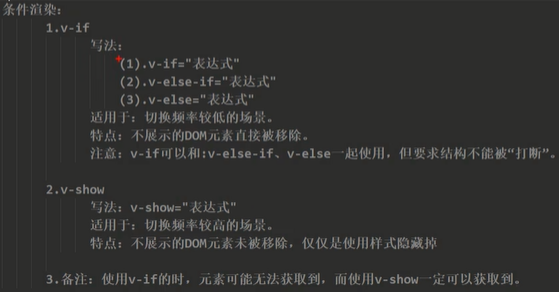 条件渲染：
1.v-if
写法：
(1).v-if="表达式"
(2).v-else-if="表达式"
(3).v-else="表达式"
适用于：切换频率较低的场景。
特点：不展示的DOM元素直接被移除。
注意：v-if可以和:v-else-if、v-else一起使用，但要求结构不能被“打断”。
2.v-show
写法：v-show="表达式"
适用于：切换频率较高的场景。
特点：不展示的DOM元素未被移除，仅仅是使用样式隐藏掉
3.备注：使用v-if的时，元素可能无法获取到，而使用v-show一定可以获取到。